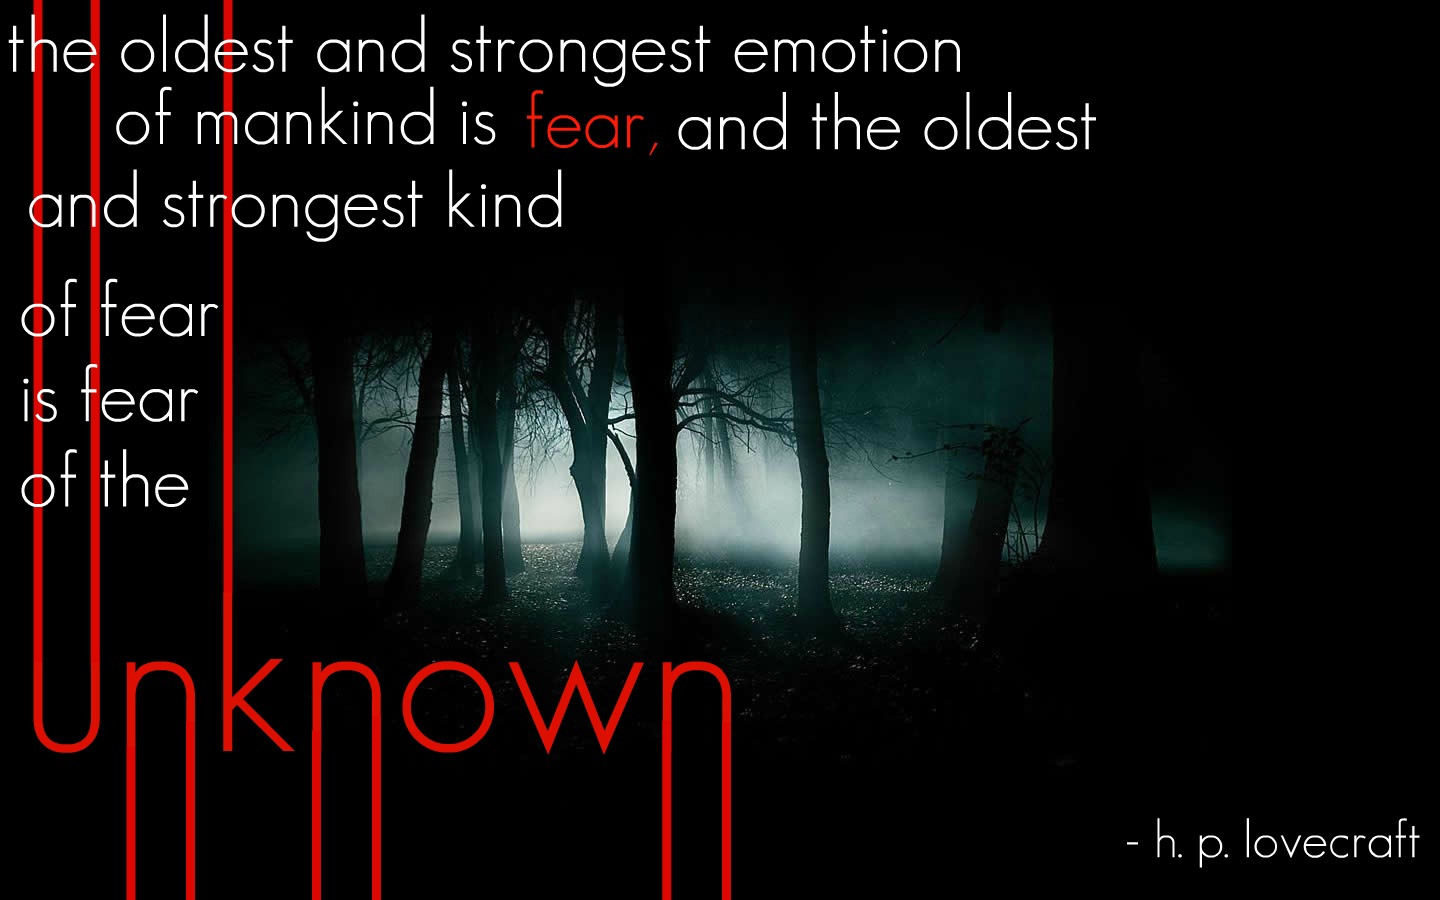 the oldest and strongest emotion
of mankind is fear, and the oldest
and strongest kind
of fear
is fear
of the
unknown
- h. p. lovecraft